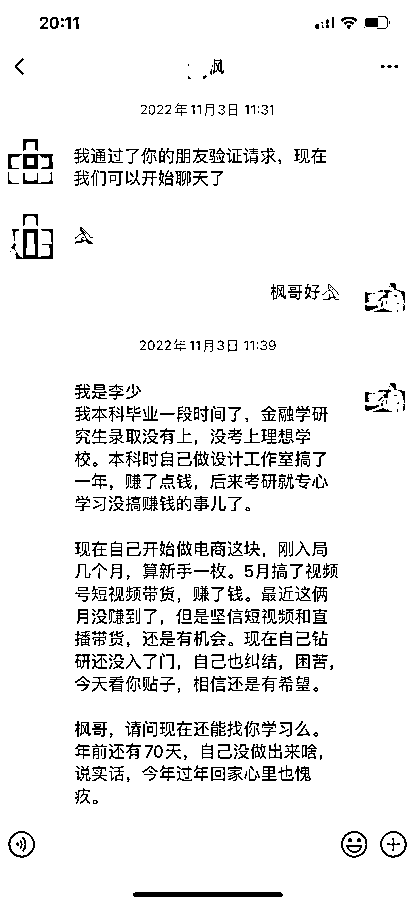 20:11
枫
2022年11月3日 11:31
我通过了你的朋友验证请求，现在
我们可以开始聊天了
枫哥好
2022年11月3日 11:39
我是李少
我本科毕业一段时间了，金融学研
究生录取没有上，没考上理想学
校。本科时自己做设计工作室搞了
一年，赚了点钱，后来考研就专心
学习没搞赚钱的事儿了。
现在自己开始做电商这块，刚入局
几个月，算新手一枚。5月搞了视频
号短视频带货，赚了钱。最近这俩
月没赚到了，但是坚信短视频和直
播带货，还是有机会。现在自己钻
研还没入了门，自己也纠结，困苦，
今天看你贴子，相信还是有希望。
枫哥，请问现在还能找你学习么。
年前还有70天，自己没做出来啥，
说实话，今年过年回家心里也愧
疚。